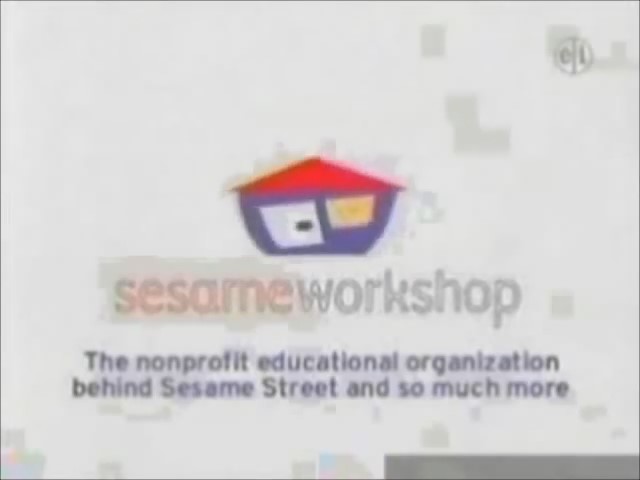 sesameworkshop
The nonprofit educational organization
behind Sesame Street and so much more